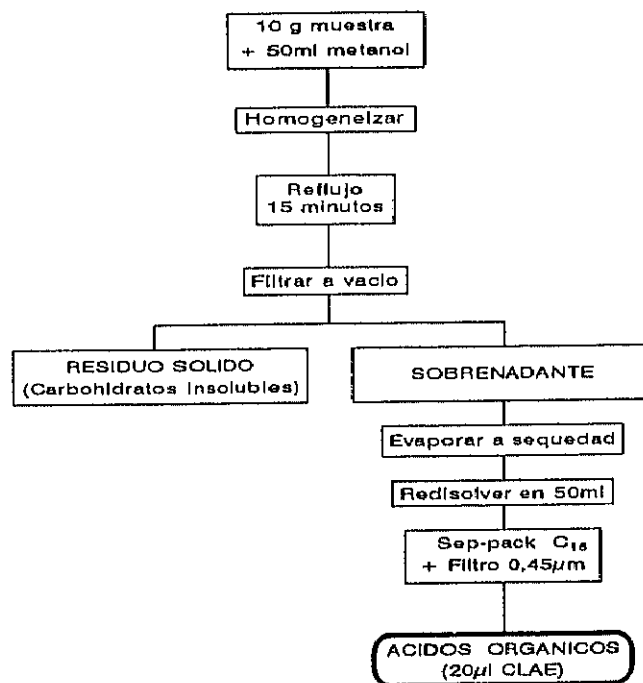 10 g muestra
+ 50ml metanol
Homogeneizar
Reflujo
15 minutos
Filtrar a vacio
RESIDUO SOLIDO
(Carbohidratos insolubles)
SOBRENADANTE
Evaporar a sequedad
Redisolver en 50ml
Sep-pack C₁₈
+ Filtro 0,45µm
ACIDOS ORGANICOS
(20µl CLAE)